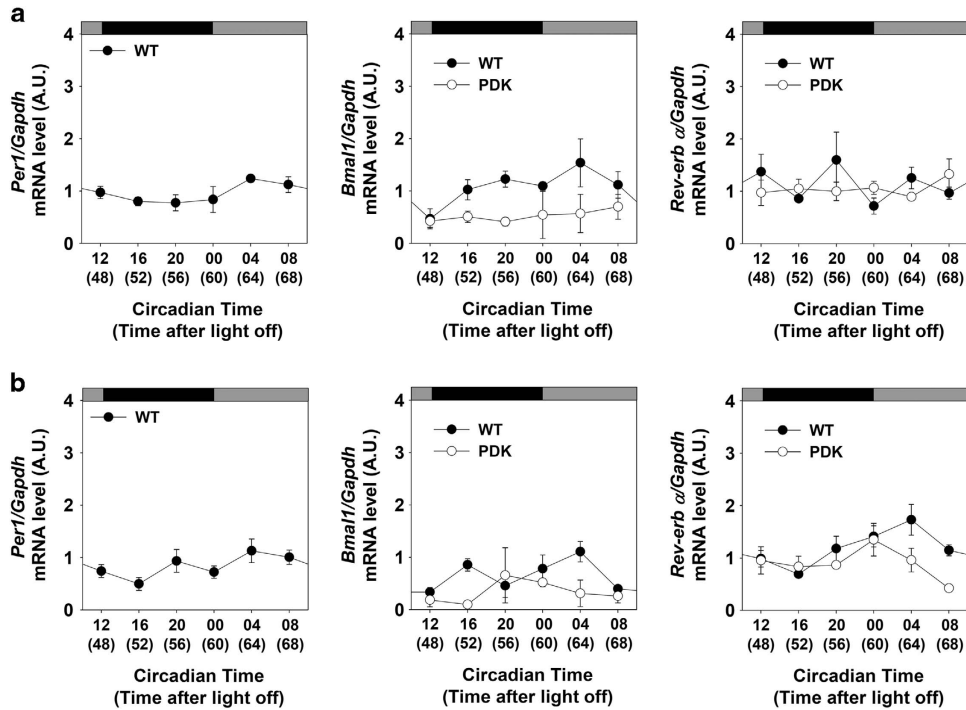 a
Per1/Gapdh
mRNA level (A.U.)
4
3
2
1
0
WT
12 16 20 00 04 08
(48) (52) (56) (60) (64) (68)
Circadian Time
(Time after light off)
Bmal1/Gapdh
mRNA level (A.U.)
4
3
2
1
0
WT
PDK
12 16 20 00 04 08
(48) (52) (56) (60) (64) (68)
Circadian Time
(Time after light off)
Rev-erb α/Gapdh
mRNA level (A.U.)
4
3
2
1
0
WT
PDK
12 16 20 00 04 08
(48) (52) (56) (60) (64) (68)
Circadian Time
(Time after light off)
b
Per1/Gapdh
mRNA level (A.U.)
4
3
2
1
0
WT
12 16 20 00 04 08
(48) (52) (56) (60) (64) (68)
Circadian Time
(Time after light off)
Bmal1/Gapdh
mRNA level (A.U.)
4
3
2
1
0
WT
PDK
12 16 20 00 04 08
(48) (52) (56) (60) (64) (68)
Circadian Time
(Time after light off)
Rev-erb α/Gapdh
mRNA level (A.U.)
4
3
2
1
0
WT
PDK
12 16 20 00 04 08
(48) (52) (56) (60) (64) (68)
Circadian Time
(Time after light off)